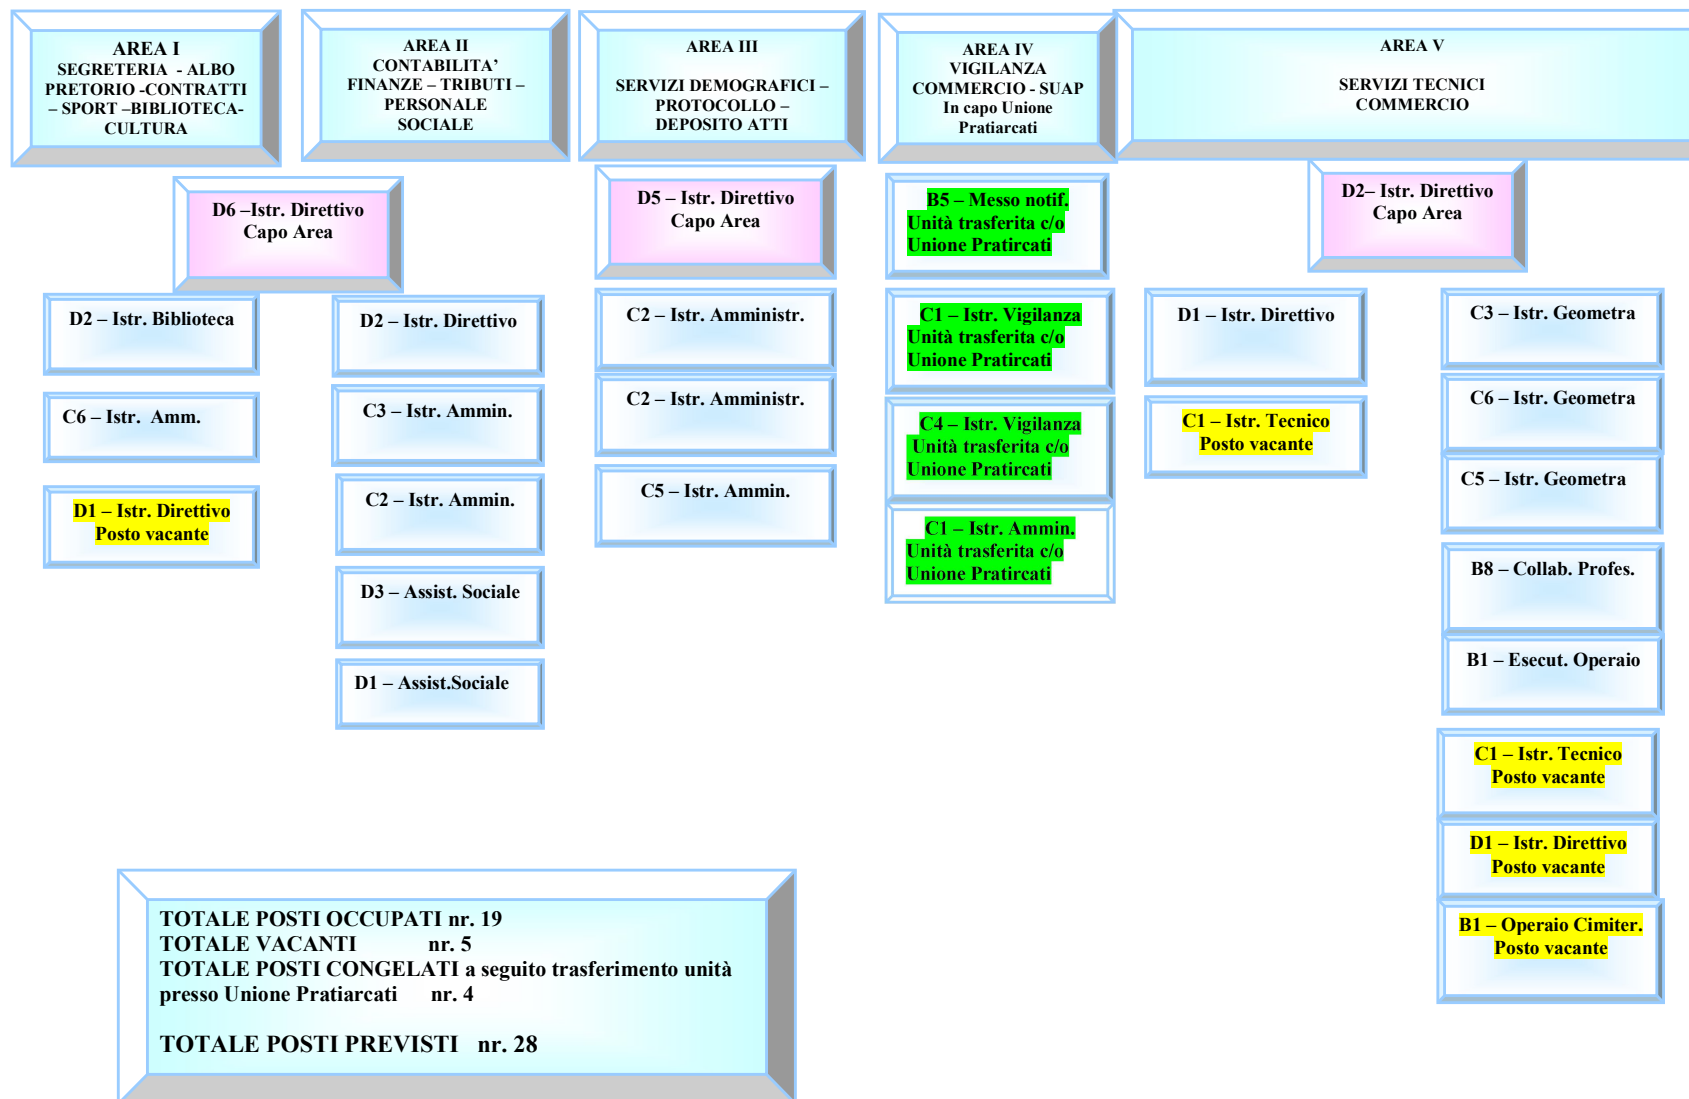 AREA I
SEGRETERIA - ALBO
PRETORIO -CONTRATTI
– SPORT –BIBLIOTECA-
CULTURA
AREA II
CONTABILITA’
FINANZE – TRIBUTI –
PERSONALE
SOCIALE
AREA III
SERVIZI DEMOGRAFICI –
PROTOCOLLO –
DEPOSITO ATTI
AREA IV
VIGILANZA
COMMERCIO - SUAP
In capo Unione
Pratiarcati
AREA V
SERVIZI TECNICI
COMMERCIO
D6 –Istr. Direttivo
Capo Area
D5 – Istr. Direttivo
Capo Area
B5 – Messo notif.
Unità trasferita c/o
Unione Pratircati
D2– Istr. Direttivo
Capo Area
D2 – Istr. Biblioteca
C6 – Istr. Amm.
D1 – Istr. Direttivo
Posto vacante
D2 – Istr. Direttivo
C3 – Istr. Ammin.
C2 – Istr. Ammin.
D3 – Assist. Sociale
D1 – Assist.Sociale
C2 – Istr. Amministr.
C2 – Istr. Amministr.
C5 – Istr. Ammin.
C1 – Istr. Vigilanza
Unità trasferita c/o
Unione Pratircati
C4 – Istr. Vigilanza
Unità trasferita c/o
Unione Pratircati
C1 – Istr. Ammin.
Unità trasferita c/o
Unione Pratircati
D1 – Istr. Direttivo
C1 – Istr. Tecnico
Posto vacante
C3 – Istr. Geometra
C6 – Istr. Geometra
C5 – Istr. Geometra
B8 – Collab. Profes.
B1 – Esecut. Operaio
C1 – Istr. Tecnico
Posto vacante
D1 – Istr. Direttivo
Posto vacante
B1 – Operaio Cimiter.
Posto vacante
TOTALE POSTI OCCUPATI nr. 19
TOTALE VACANTI nr. 5
TOTALE POSTI CONGELATI a seguito trasferimento unità
presso Unione Pratiarcati nr. 4
TOTALE POSTI PREVISTI nr. 28